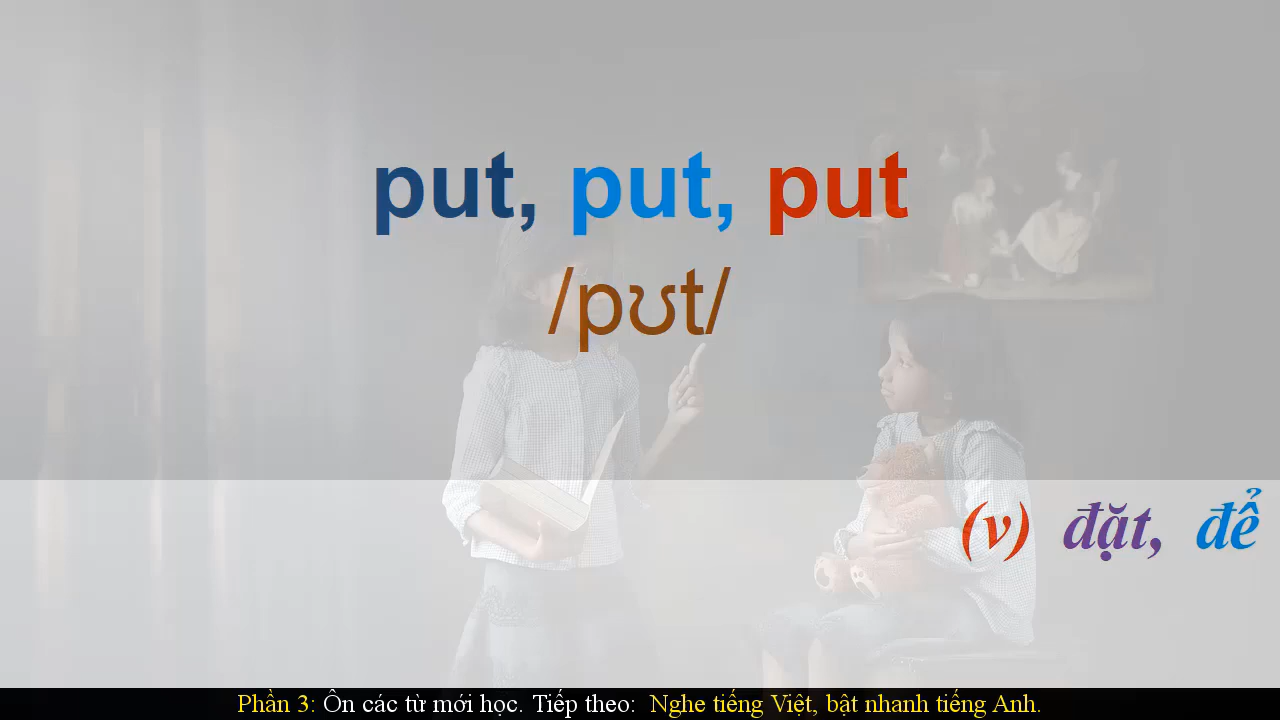 put, put, put
/pʊt/
(v) đặt, để
Phần 3: Ôn các từ mới học. Tiếp theo: Nghe tiếng Việt, bật nhanh tiếng Anh.